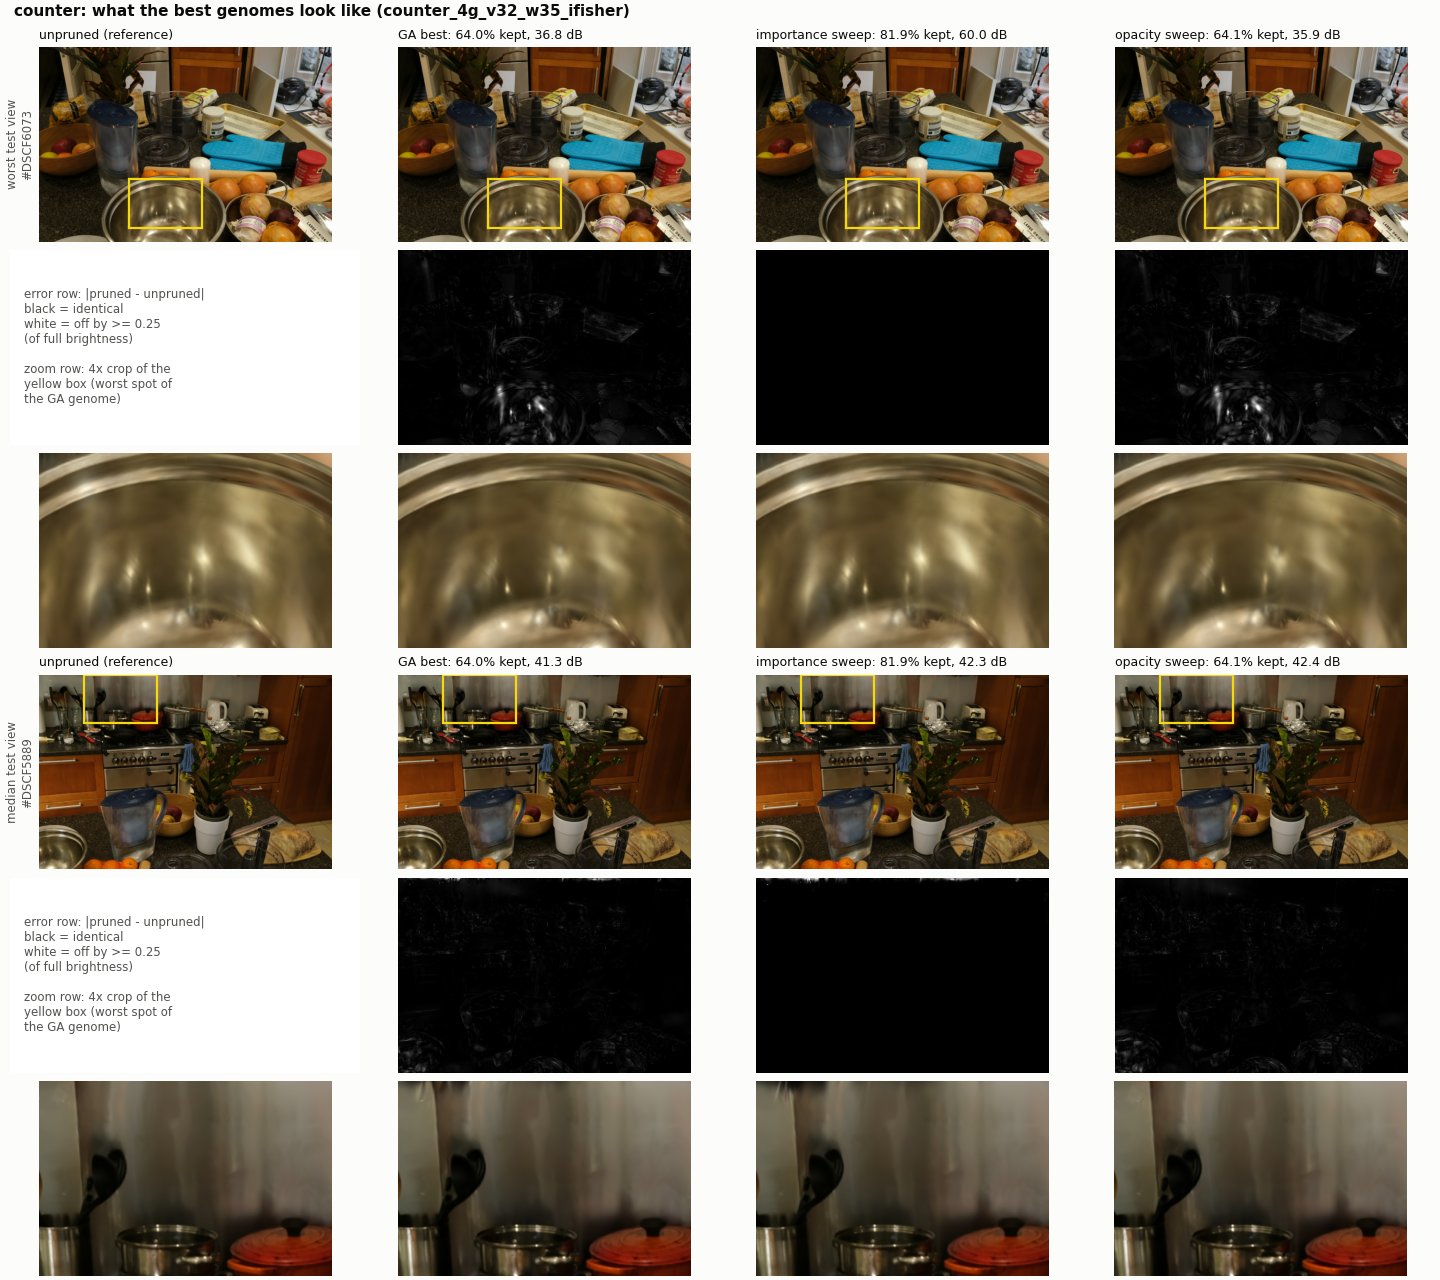 counter: what the best genomes look like (counter_4g_v32_w35_ifisher)
unpruned (reference)
GA best: 64.0% kept, 36.8 dB
importance sweep: 81.9% kept, 60.0 dB
opacity sweep: 64.1% kept, 35.9 dB
worst test view
#DSCF6073
error row: |pruned - unpruned|
black = identical
white = off by >= 0.25
(of full brightness)
zoom row: 4x crop of the
yellow box (worst spot of
the GA genome)
unpruned (reference)
GA best: 64.0% kept, 41.3 dB
importance sweep: 81.9% kept, 42.3 dB
opacity sweep: 64.1% kept, 42.4 dB
median test view
#DSCF5889
error row: |pruned - unpruned|
black = identical
white = off by >= 0.25
(of full brightness)
zoom row: 4x crop of the
yellow box (worst spot of
the GA genome)